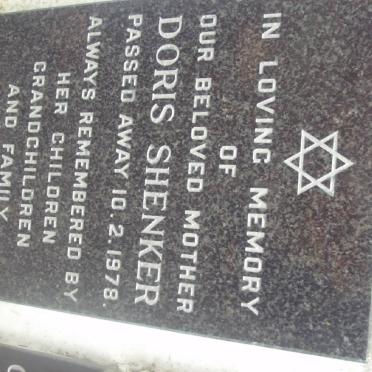 IN LOVING MEMORY
OF
OUR BELOVED MOTHER
DORIS SHENKER
PASSED AWAY 10.2.1978.
ALWAYS REMEMBERED BY
HER CHILDREN
GRANDCHILDREN
AND FAMILY